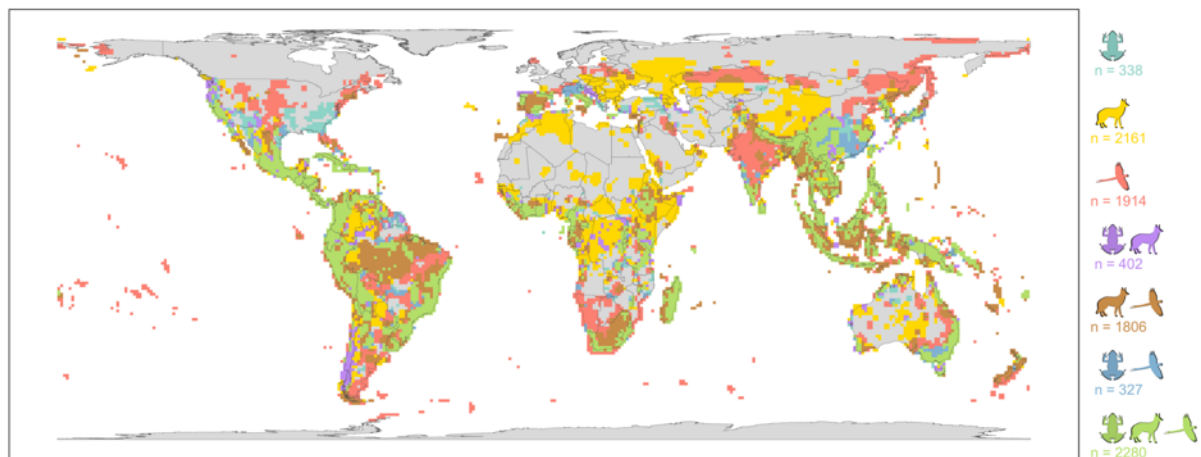 n = 338
n = 2161
n = 1914
n = 402
n = 1806
n = 327
n = 2280